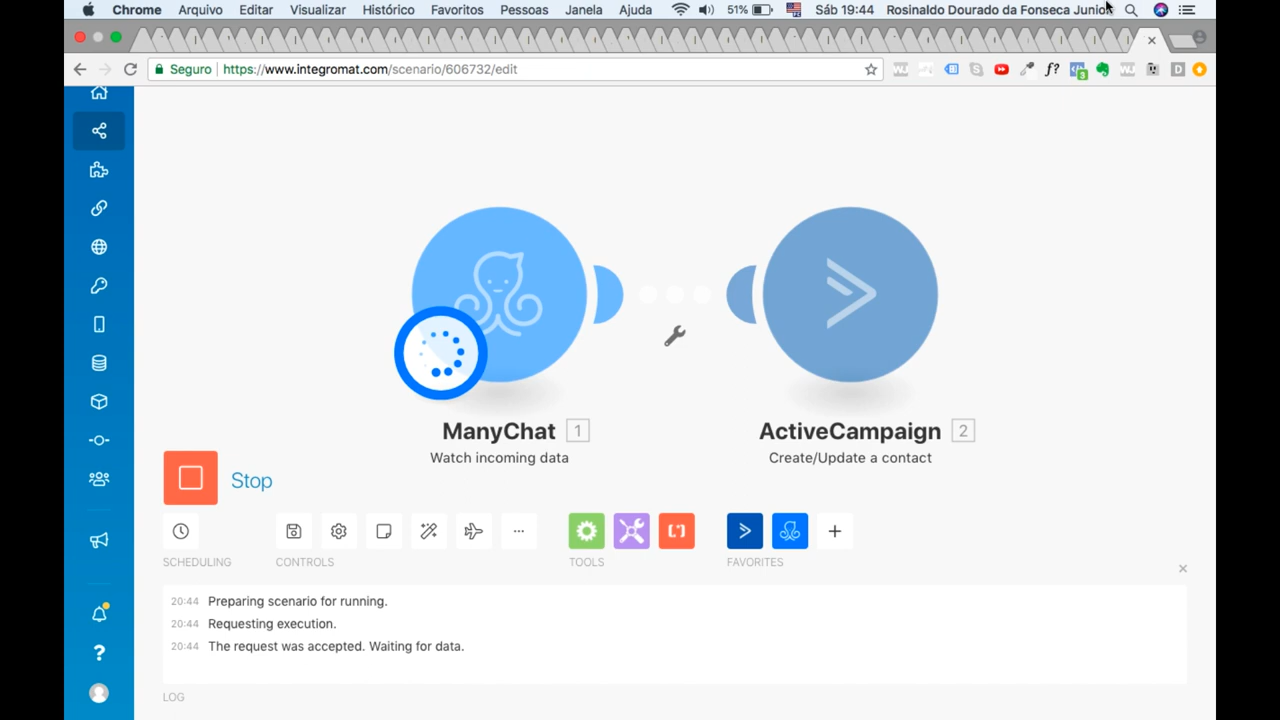 Chrome Arquivo Editar Visualizar Histórico Favoritos Pessoas Janela Ajuda 51% Sáb 19:44 Rosinaldo Dourado da Fonseca Junio
Seguro https://www.integromat.com/scenario/606732/edit
f? 3 D
ManyChat 1
Watch incoming data
ActiveCampaign 2
Create/Update a contact
Stop
SCHEDULING CONTROLS TOOLS FAVORITES
20:44 Preparing scenario for running.
20:44 Requesting execution.
20:44 The request was accepted. Waiting for data.
LOG